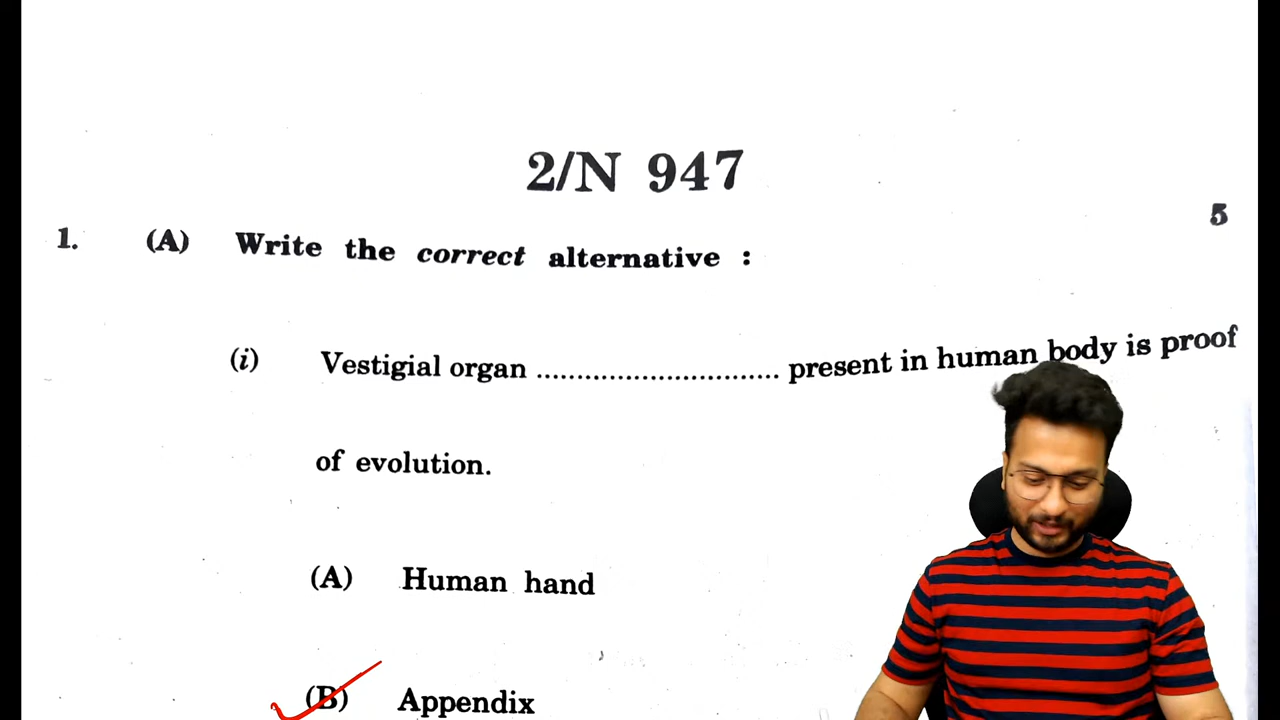 2/N 947
5
1. (A) Write the correct alternative :
(i) Vestigial organ .............................. present in human body is proof
of evolution.
(A) Human hand
(B) Appendix